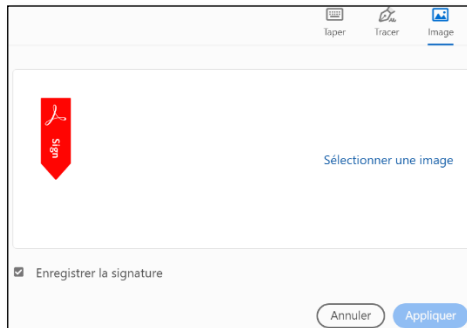 Taper Tracer Image
Sign
Sélectionner une image
Enregistrer la signature
Annuler Appliquer